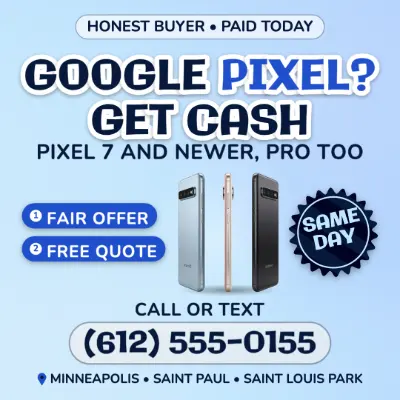 HONEST BUYER • PAID TODAY
GOOGLE PIXEL?
GET CASH
PIXEL 7 AND NEWER, PRO TOO
1 FAIR OFFER
2 FREE QUOTE
SAME
DAY
CALL OR TEXT
(612) 555-0155
MINNEAPOLIS • SAINT PAUL • SAINT LOUIS PARK